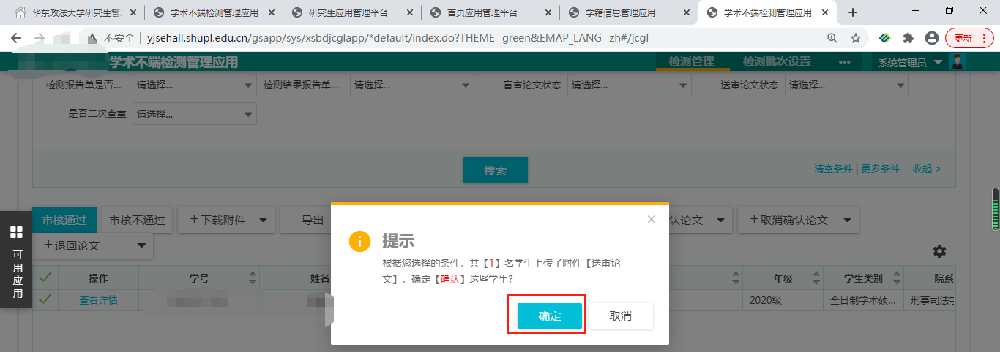 华东政法大学研究生管
学术不端检测管理应用
研究生应用管理平台
首页应用管理平台
学籍信息管理应用
学术不端检测管理应用
不安全
yjsehall.shupl.edu.cn/gsapp/sys/xsbdjcglapp/*default/index.do?THEME=green&EMAP_LANG=zh#/jcgl
更新
学术不端检测管理应用
检测管理
检测批次设置
系统管理员
检测报告单是否... 请选择... 检测结果报告单... 请选择... 盲审论文状态 请选择... 送审论文状态 请选择...
是否二次查重 请选择...
搜索
清空条件 | 更多条件 收起 >
审核通过 审核不通过 +下载附件 导出 认论文 +取消确认论文
+退回论文
可用应用
提示
根据您选择的条件，共【1】名学生上传了附件【送审论
文】，确定【确认】这些学生?
确定 取消
操作 学号 姓名 年级 学生类别 院系
查看详情 2020级 全日制学术硕... 刑事司法学